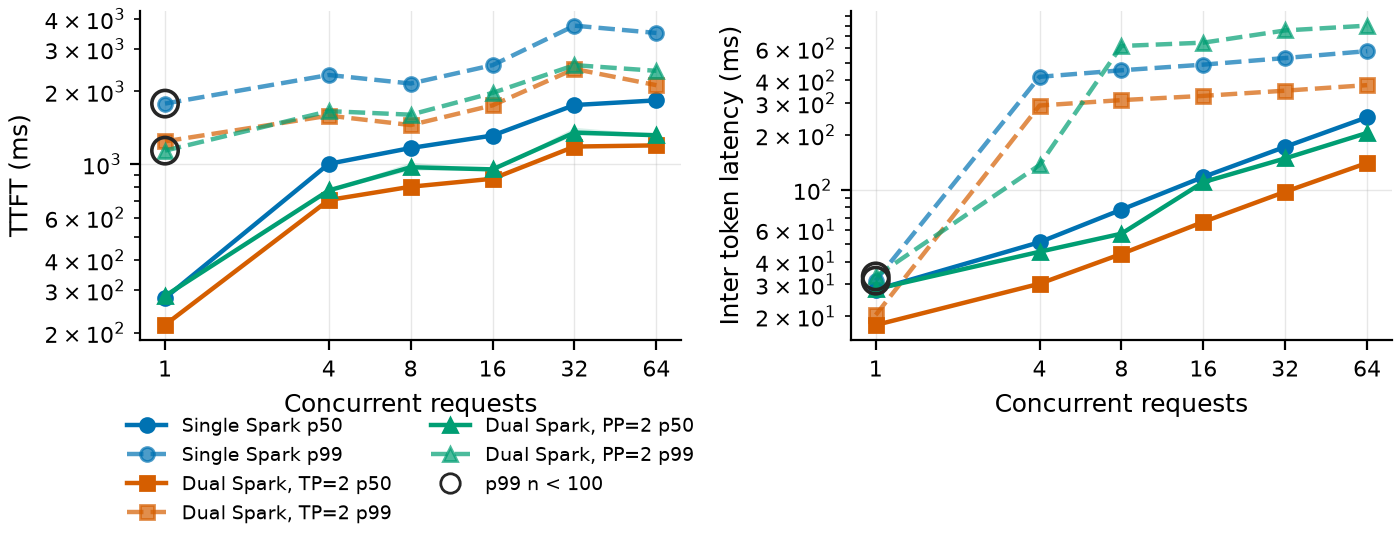 TTFT (ms)
4 × 10³
3 × 10³
2 × 10³
10³
6 × 10²
4 × 10²
3 × 10²
2 × 10²
1 4 8 16 32 64
Concurrent requests
Inter token latency (ms)
6 × 10²
4 × 10²
3 × 10²
2 × 10²
10²
6 × 10¹
4 × 10¹
3 × 10¹
2 × 10¹
1 4 8 16 32 64
Concurrent requests
Single Spark p50
Single Spark p99
Dual Spark, TP=2 p50
Dual Spark, TP=2 p99
Dual Spark, PP=2 p50
Dual Spark, PP=2 p99
p99 n < 100